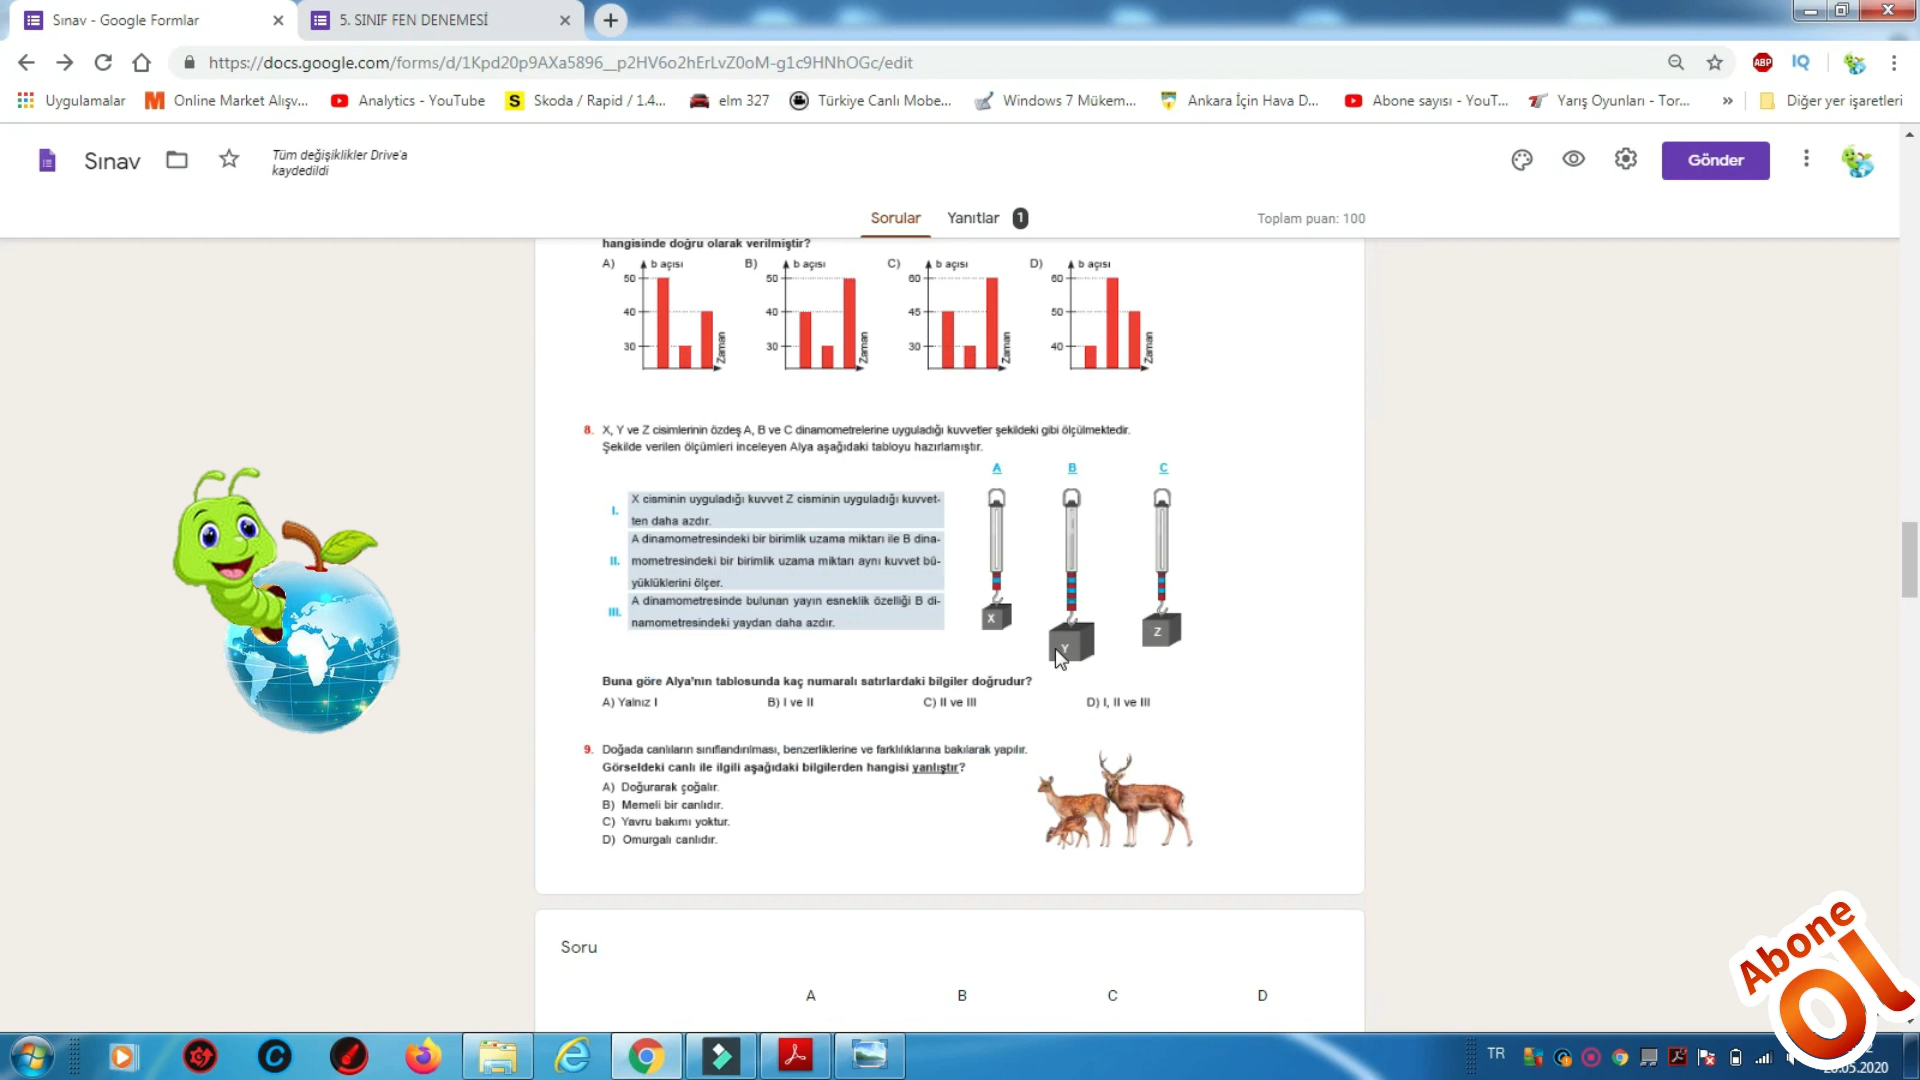 Sınav - Google Formlar
5. SINIF FEN DENEMESİ
https://docs.google.com/forms/d/1Kpd20p9AXa5896__p2HV6o2hErLvZ0oM-g1c9HNhOGc/edit
ABP
IQ
Uygulamalar
Online Market Alışv...
Analytics - YouTube
Skoda / Rapid / 1.4...
elm 327
Türkiye Canlı Mobe...
Windows 7 Mükem...
Ankara İçin Hava D...
Abone sayısı - YouT...
Yarış Oyunları - Tor...
Diğer yer işaretleri
Sınav
Tüm değişiklikler Drive'a
kaydedildi
Gönder
Sorular
Yanıtlar 1
Toplam puan: 100
hangisinde doğru olarak verilmiştir?
A) b açısı 50 40 30 Zaman
B) b açısı 50 40 30 Zaman
C) b açısı 60 45 30 Zaman
D) b açısı 60 50 40 Zaman
8. X, Y ve Z cisimlerinin özdeş A, B ve C dinamometrelerine uyguladığı kuvvetler şekildeki gibi ölçülmektedir.
Şekilde verilen ölçümleri inceleyen Alya aşağıdaki tabloyu hazırlamıştır.
A B C
I. X cisminin uyguladığı kuvvet Z cisminin uyguladığı kuvvet-
ten daha azdır.
II. A dinamometresindeki bir birimlik uzama miktarı ile B dina-
mometresindeki bir birimlik uzama miktarı aynı kuvvet bü-
yüklüklerini ölçer.
III. A dinamometresinde bulunan yayın esneklik özelliği B di-
namometresindeki yaydan daha azdır.
X Y Z
Buna göre Alya'nın tablosunda kaç numaralı satırlardaki bilgiler doğrudur?
A) Yalnız I B) I ve II C) II ve III D) I, II ve III
9. Doğada canlıların sınıflandırılması, benzerliklerine ve farklılıklarına bakılarak yapılır.
Görseldeki canlı ile ilgili aşağıdaki bilgilerden hangisi yanlıştır?
A) Doğurarak çoğalır.
B) Memeli bir canlıdır.
C) Yavru bakımı yoktur.
D) Omurgalı canlıdır.
Soru
A B C D
Abone
Ol
TR
.05.2020